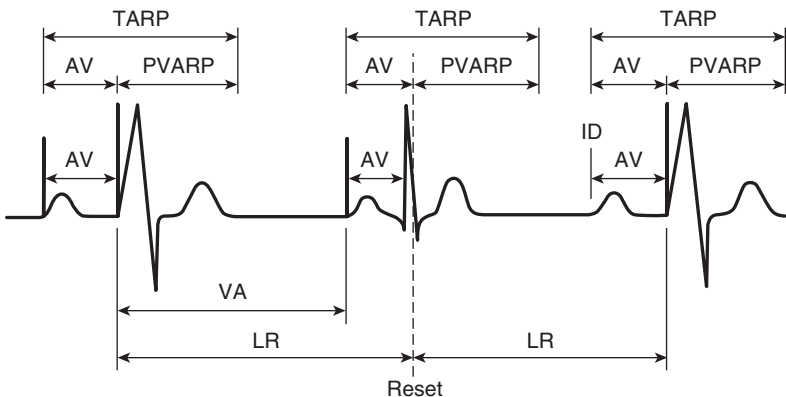 TARP TARP TARP
AV PVARP AV PVARP AV PVARP
ID
AV AV AV
VA
LR LR
Reset